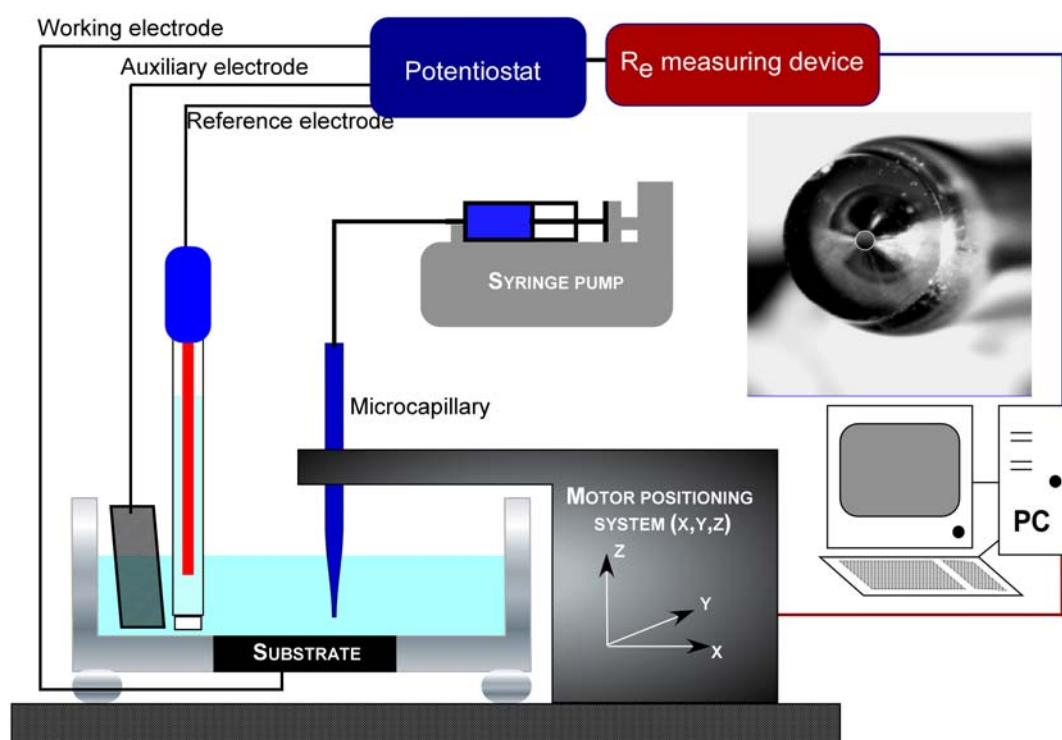 Working electrode
Auxiliary electrode
Reference electrode
Potentiostat
Re measuring device
SYRINGE PUMP
Microcapillary
MOTOR POSITIONING
SYSTEM (X,Y,Z)
Z
Y
X
PC
SUBSTRATE